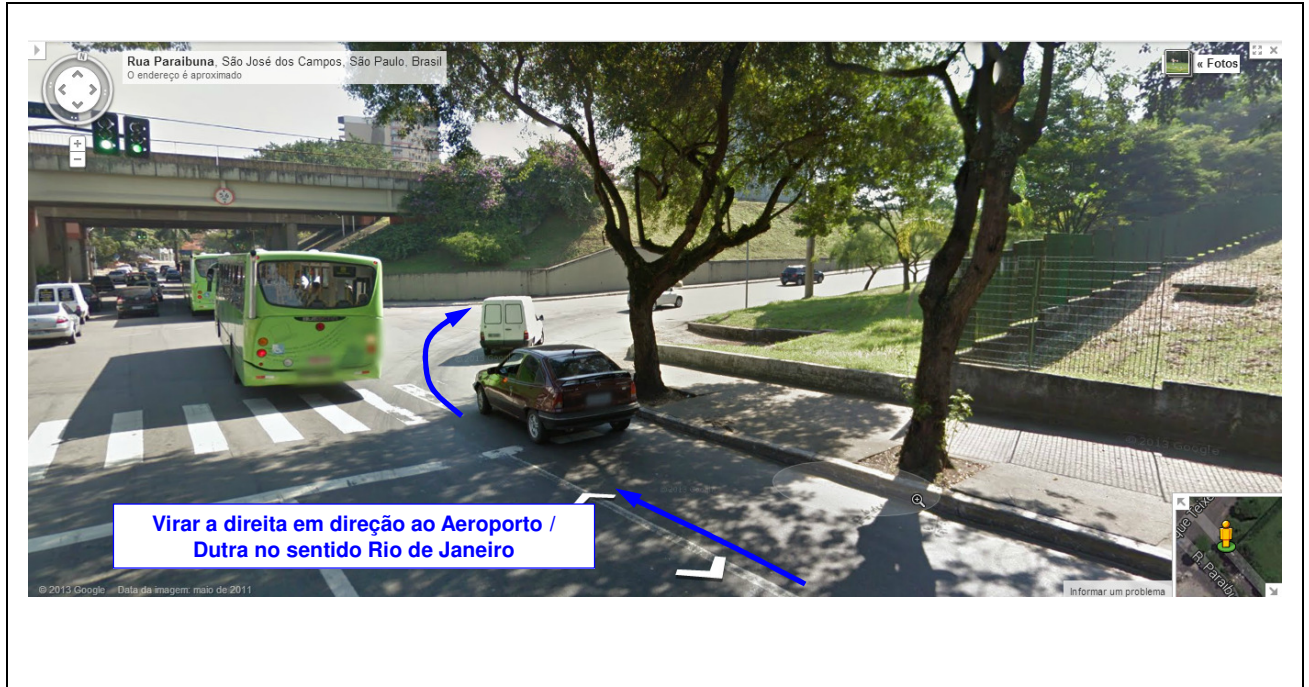 Rua Paraibuna, São José dos Campos, São Paulo, Brasil
O endereço é aproximado
N
« Fotos
Virar a direita em direção ao Aeroporto /
Dutra no sentido Rio de Janeiro
© 2013 Google
© 2013 Google Data da imagem: maio de 2011
Informar um problema